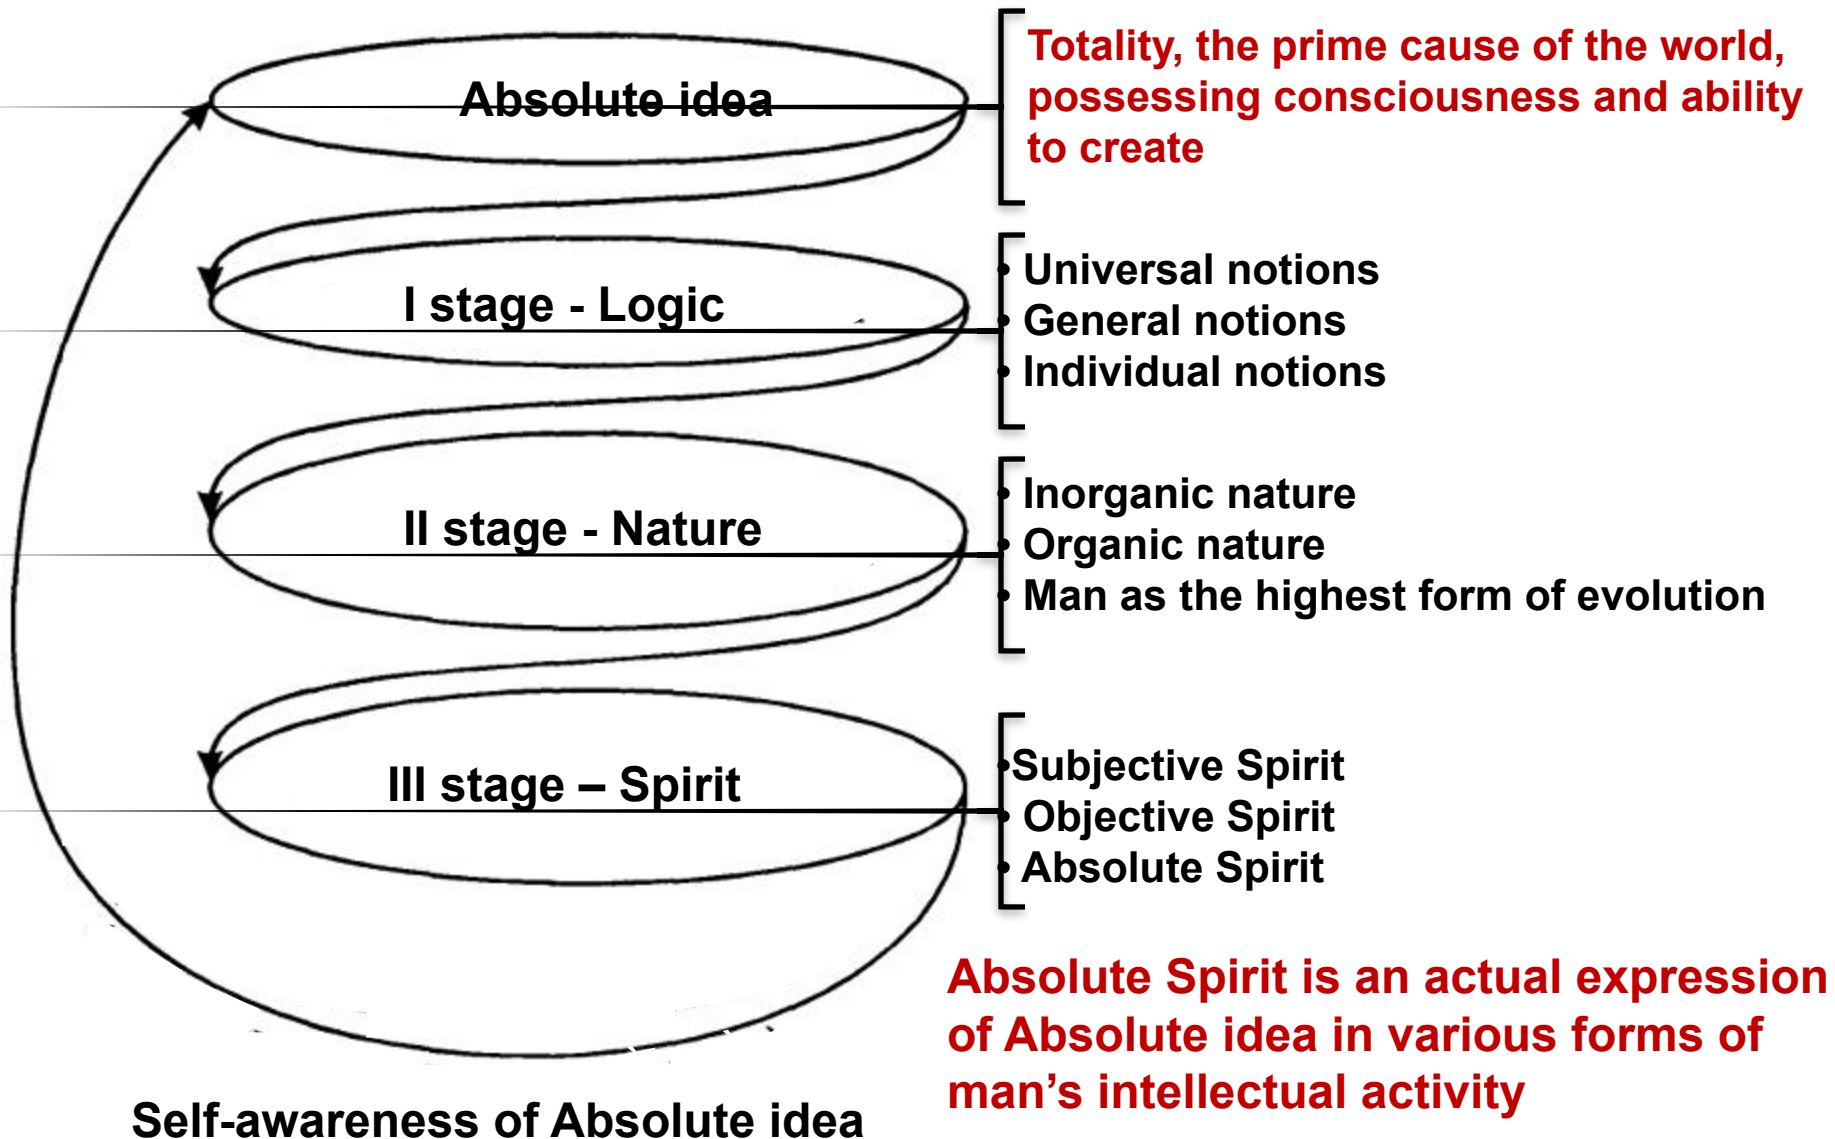 Absolute idea
Totality, the prime cause of the world,
possessing consciousness and ability
to create
I stage - Logic
• Universal notions
• General notions
• Individual notions
II stage - Nature
• Inorganic nature
• Organic nature
• Man as the highest form of evolution
III stage – Spirit
•Subjective Spirit
• Objective Spirit
• Absolute Spirit
Absolute Spirit is an actual expression
of Absolute idea in various forms of
man’s intellectual activity
Self-awareness of Absolute idea